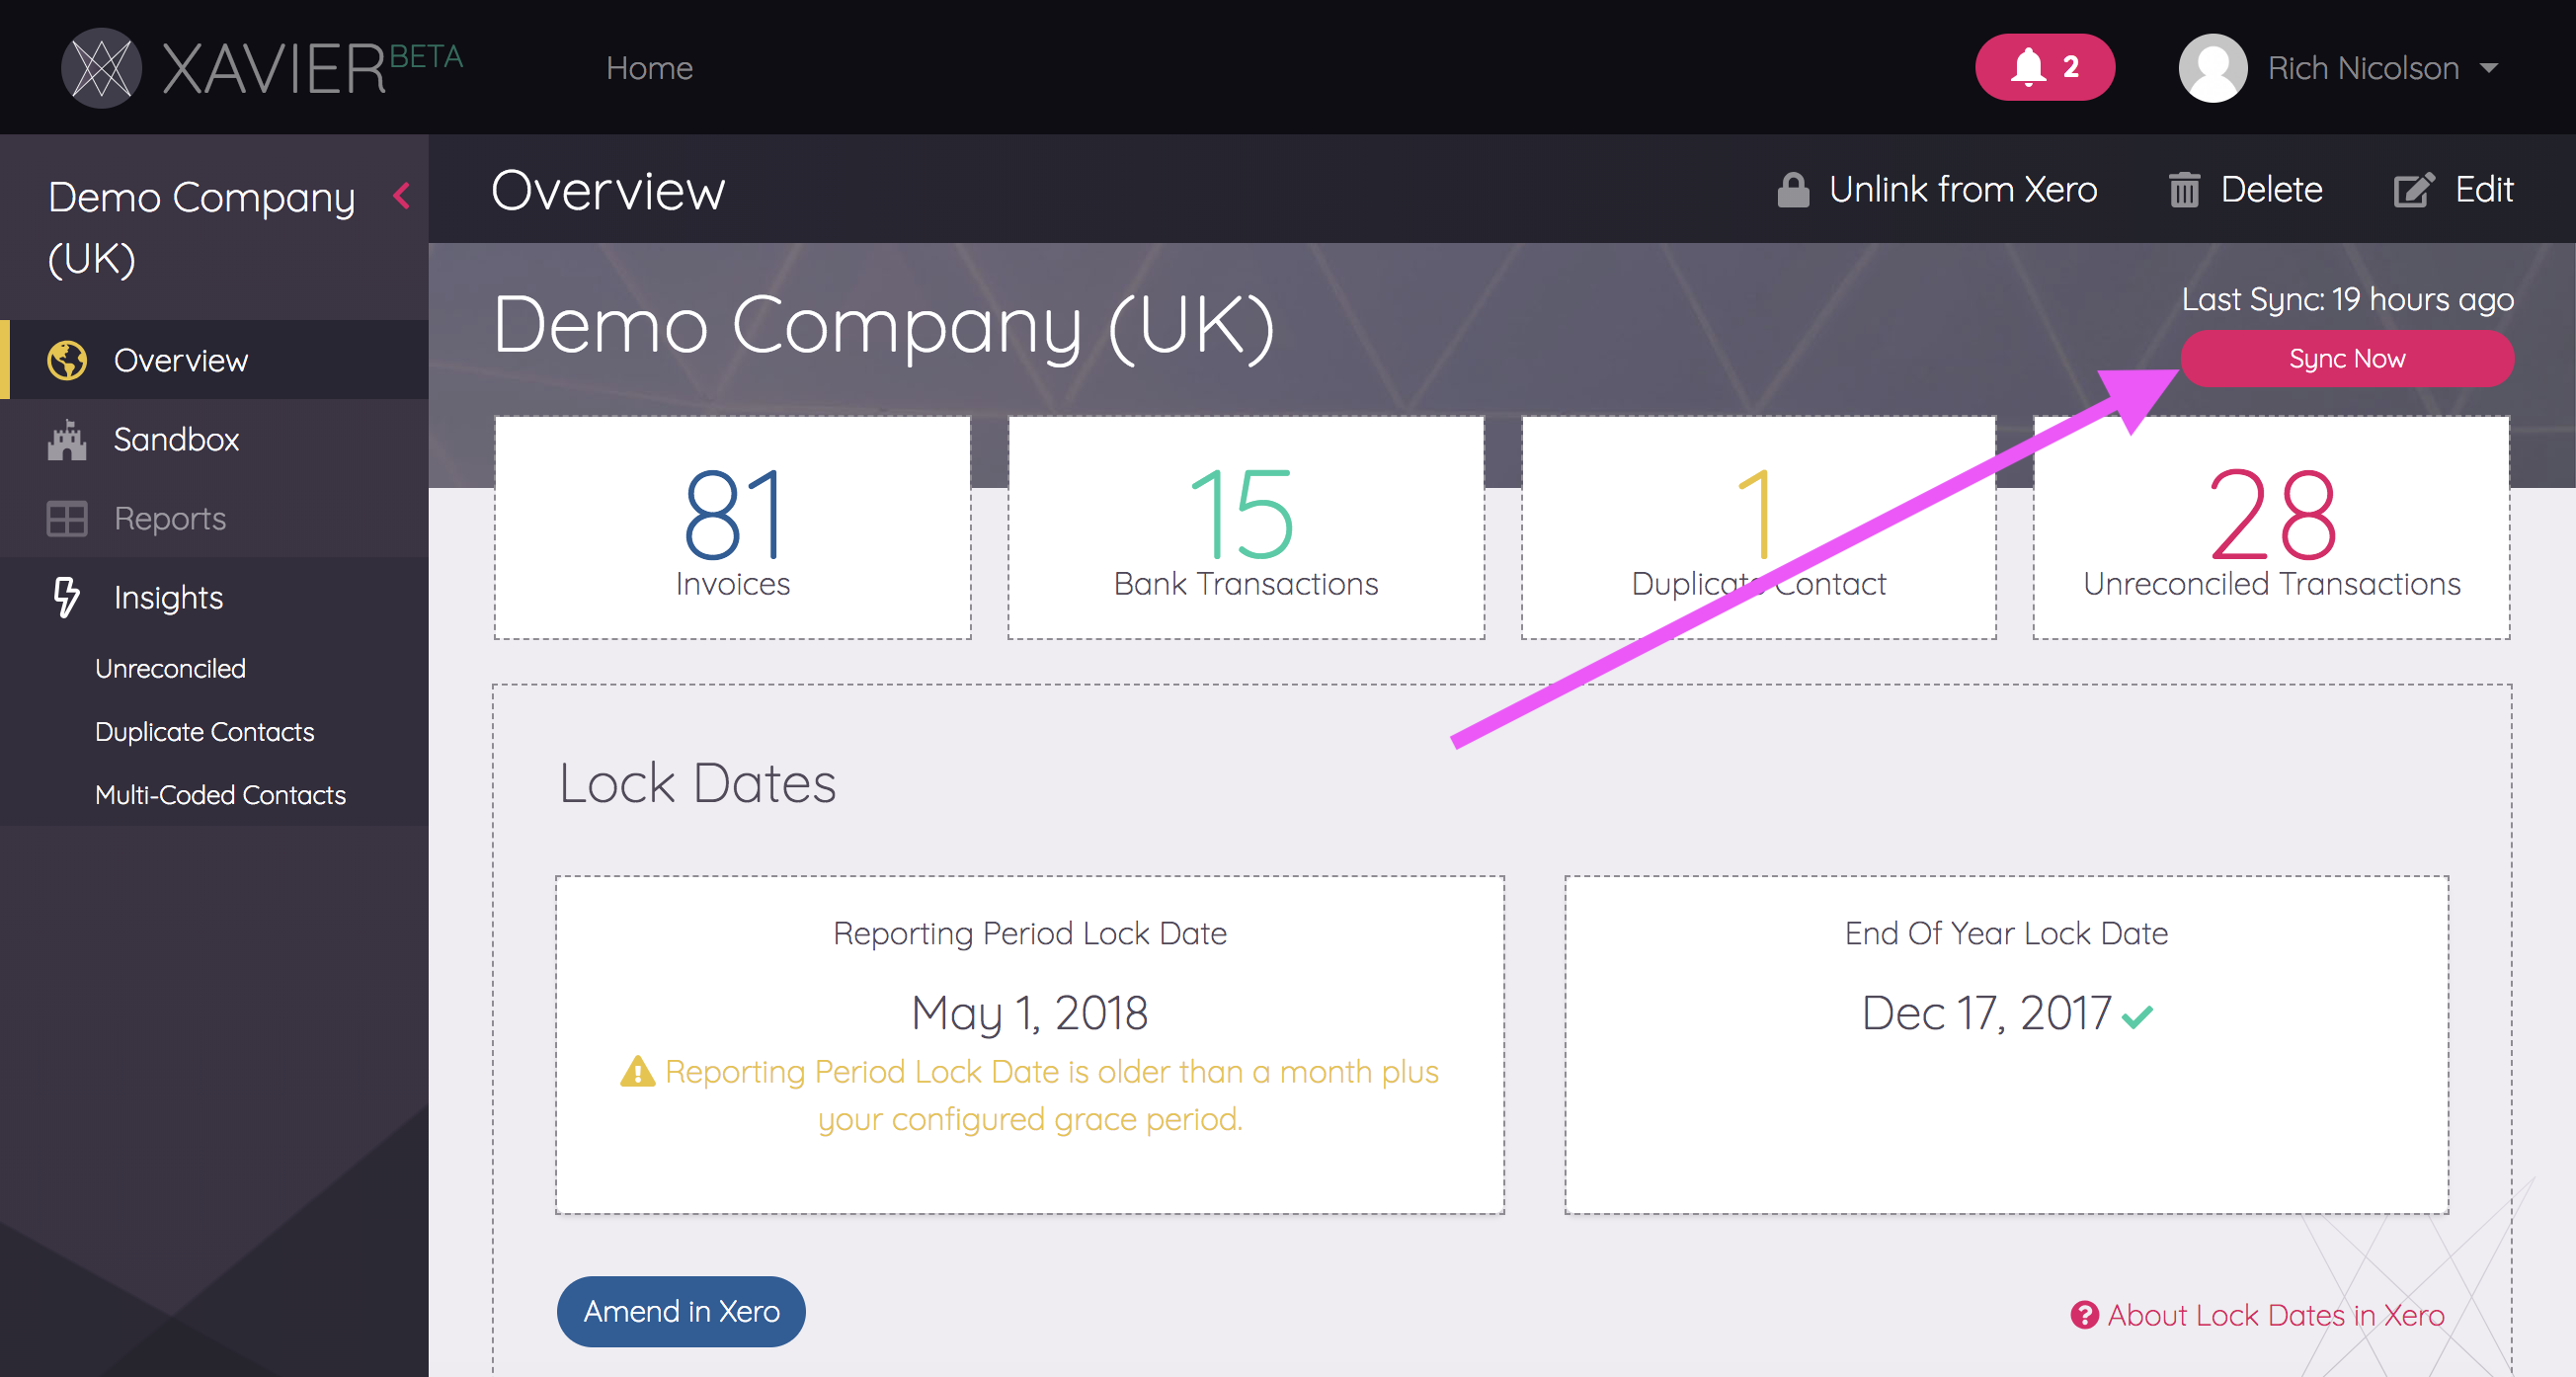 XAVIER BETA
Home
2
Rich Nicolson
Demo Company
(UK)
Overview
Sandbox
Reports
Insights
Unreconciled
Duplicate Contacts
Multi-Coded Contacts
Overview
Unlink from Xero
Delete
Edit
Demo Company (UK)
Last Sync: 19 hours ago
Sync Now
81
Invoices
15
Bank Transactions
1
Duplicate Contact
28
Unreconciled Transactions
Lock Dates
Reporting Period Lock Date
May 1, 2018
Reporting Period Lock Date is older than a month plus
your configured grace period.
End Of Year Lock Date
Dec 17, 2017
Amend in Xero
About Lock Dates in Xero